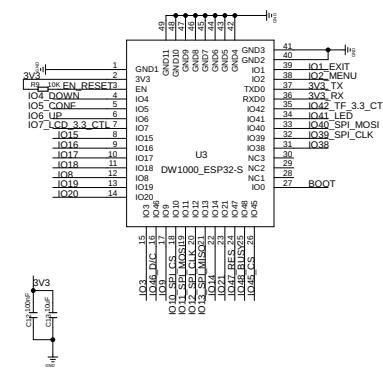 49 48 47 46 45 44 43 42
GND
GND11 GND10 GND9 GND8 GND7 GND6 GND5 GND4
GND
1 GND1
3V3 2 3V3
R9 10K EN_RESET 3 EN
IO4_DOWN 4 IO4
IO5_CONF 5 IO5
IO6_UP 6 IO6
IO7_LCD_3.3_CTL 7 IO7
IO15 8 IO15
IO16 9 IO16
IO17 10 IO17
IO18 11 IO18
IO8 12 IO8
IO19 13 IO19
IO20 14 IO20
U3
DW1000_ESP32-S
GND3 41
GND2 40
GND
IO1 39 IO1_EXIT
IO2 38 IO2_MENU
TXD0 37 3V3_TX
RXD0 36 3V3_RX
IO42 35 IO42_TF_3.3_CT
IO41 34 IO41_LED
IO40 33 IO40_SPI_MOSI
IO39 32 IO39_SPI_CLK
IO38 31 IO38
NC3 30
NC2 29
NC1 28
IO0 27 BOOT
IO3 IO46 IO9 IO10 IO11 IO12 IO13 IO14 IO21 IO47 IO48 IO45
15 16 17 18 19 20 21 22 23 24 25 26
IO3
IO46_D/C
IO9
IO10_SPI_CS
IO11_SPI_MOSI
IO12_SPI_CLK
IO13_SPI_MISO
IO14
IO21
IO47_RES
IO48_BUSY
IO45_CS
3V3
100nF
10uF
GND